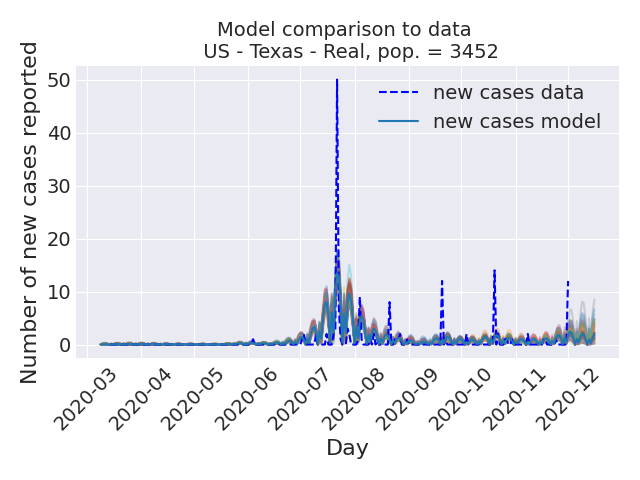 Model comparison to data
US - Texas - Real, pop. = 3452
Number of new cases reported
50
40
30
20
10
0
new cases data
new cases model
2020-03
2020-04
2020-05
2020-06
2020-07
2020-08
2020-09
2020-10
2020-11
2020-12
Day